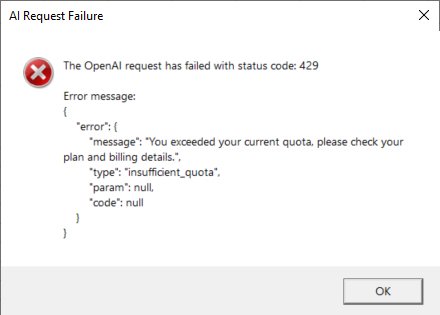 AI Request Failure
The OpenAI request has failed with status code: 429
Error message:
{
"error": {
"message": "You exceeded your current quota, please check your
plan and billing details.",
"type": "insufficient_quota",
"param": null,
"code": null
}
}
OK